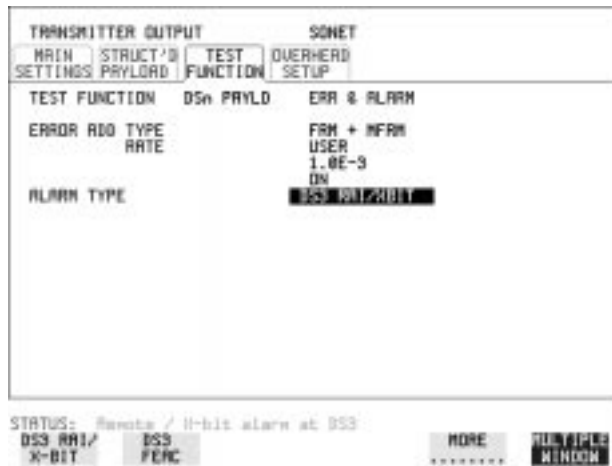 TRANSMITTER OUTPUT SONET
MAIN SETTINGS STRUCT'D PAYLOAD TEST FUNCTION OVERHEAD SETUP
TEST FUNCTION DSn PAYLD ERR & ALARM
ERROR ADD TYPE FRM + MFRM
RATE USER
1.0E-3
ON
ALARM TYPE DS3 RAI/XBIT
STATUS: Remote / X-bit alarm at DS3
DS3 RAI/ X-BIT DS3 FEAC MORE ........ MULTIPLE WINDOW